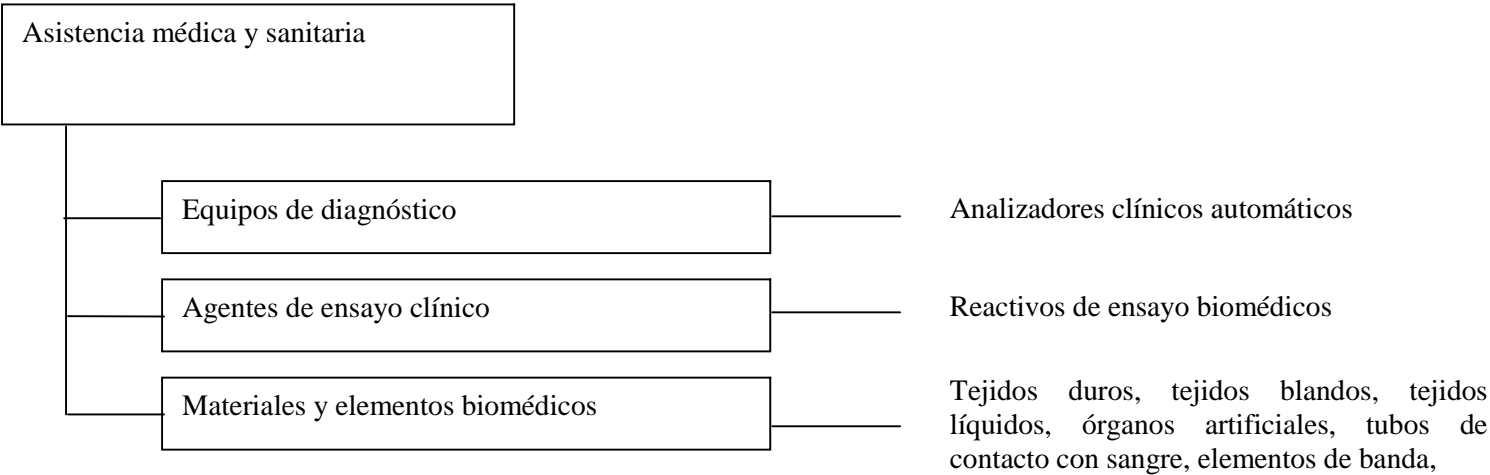 Asistencia médica y sanitaria
Equipos de diagnóstico
Analizadores clínicos automáticos
Agentes de ensayo clínico
Reactivos de ensayo biomédicos
Materiales y elementos biomédicos
Tejidos duros, tejidos blandos, tejidos
líquidos, órganos artificiales, tubos de
contacto con sangre, elementos de banda,